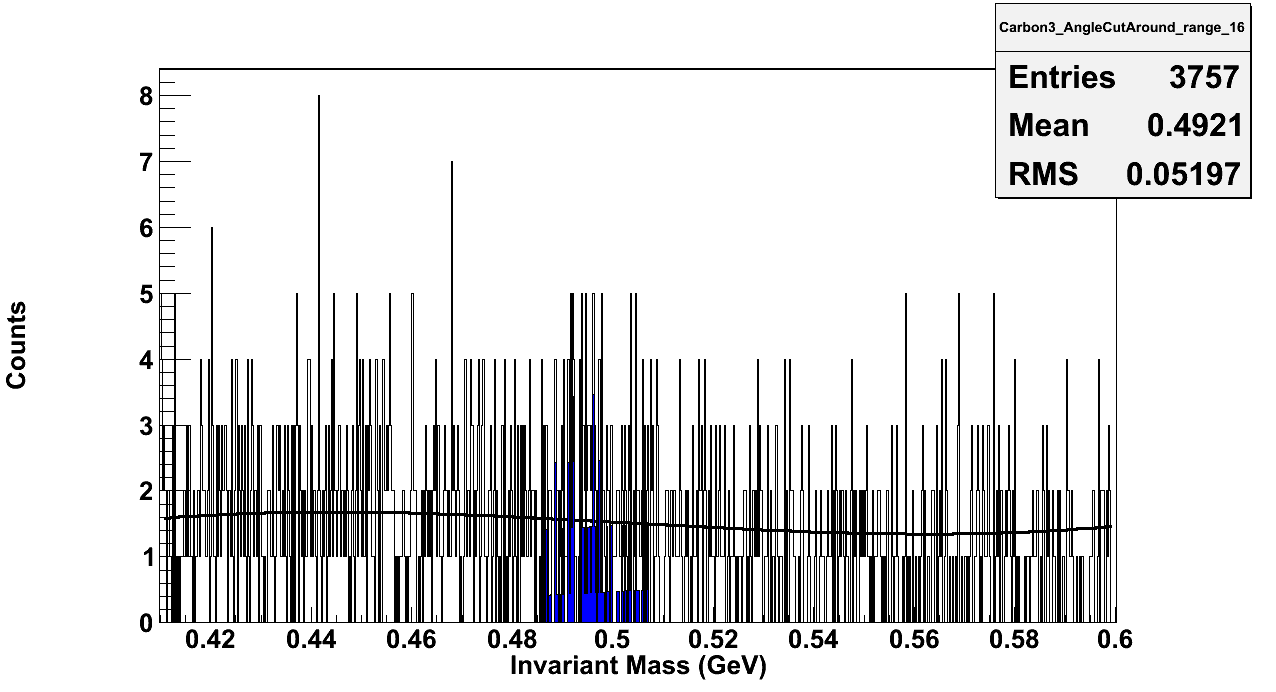 Carbon3_AngleCutAround_range_16
Entries 3757
Mean 0.4921
RMS 0.05197
8
7
6
5
4
3
2
1
0
Counts
0.42 0.44 0.46 0.48 0.5 0.52 0.54 0.56 0.58 0.6
Invariant Mass (GeV)